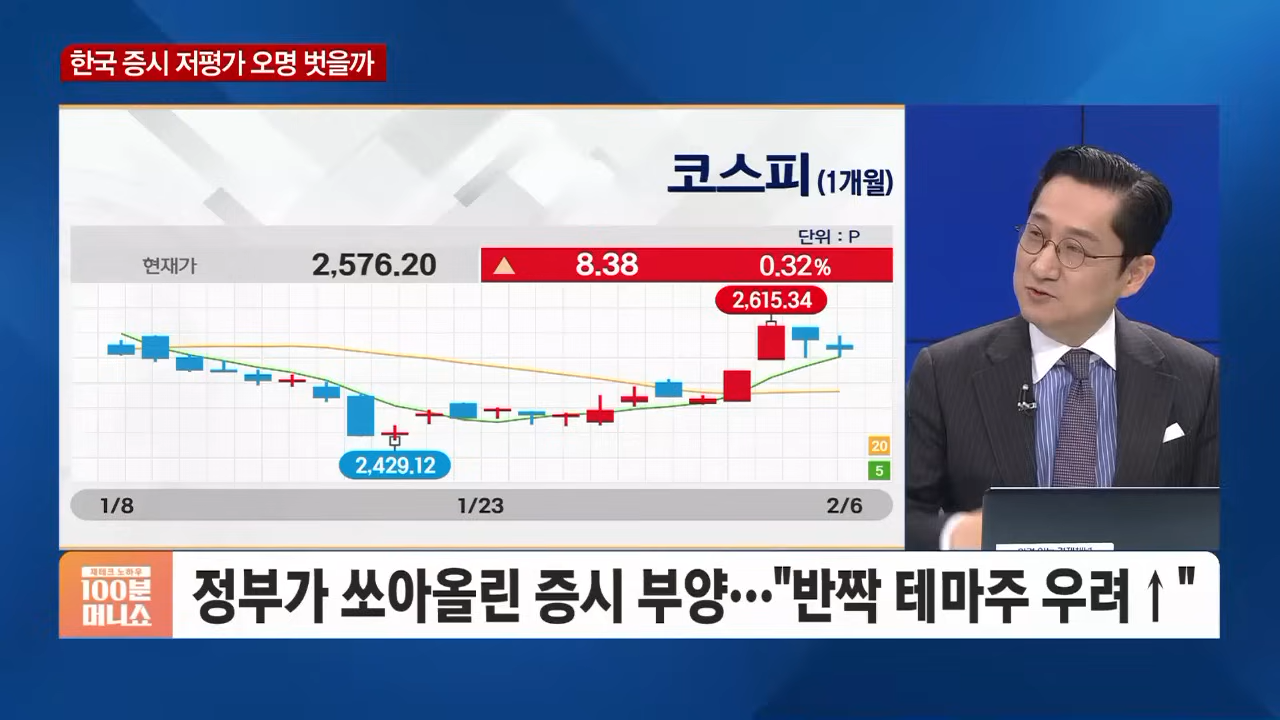 한국 증시 저평가 오명 벗을까
코스피 (1개월)
단위 : P
현재가 2,576.20 ▲ 8.38 0.32%
2,615.34
2,429.12
20
5
1/8 1/23 2/6
재테크 노하우
100분
머니쇼
정부가 쏘아올린 증시 부양…"반짝 테마주 우려↑"